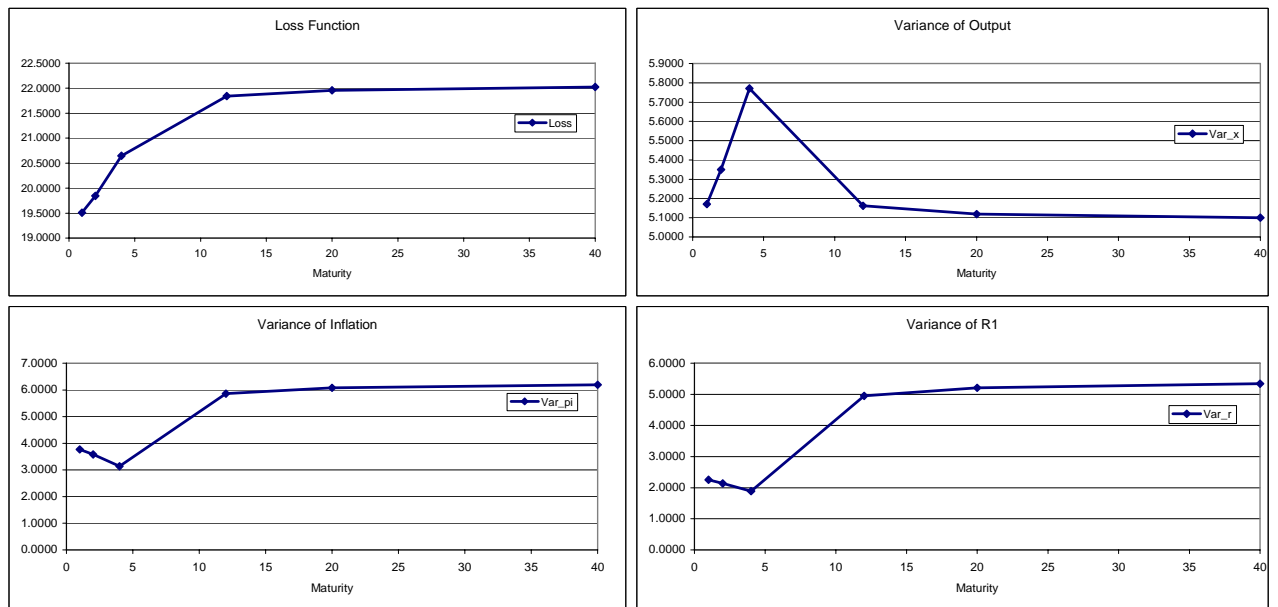 Loss Function
22.5000
22.0000
21.5000
21.0000
20.5000
20.0000
19.5000
19.0000
0 5 10 15 20 25 30 35 40
Maturity
Loss
Variance of Output
5.9000
5.8000
5.7000
5.6000
5.5000
5.4000
5.3000
5.2000
5.1000
5.0000
0 5 10 15 20 25 30 35 40
Maturity
Var_x
Variance of Inflation
7.0000
6.0000
5.0000
4.0000
3.0000
2.0000
1.0000
0.0000
0 5 10 15 20 25 30 35 40
Maturity
Var_pi
Variance of R1
6.0000
5.0000
4.0000
3.0000
2.0000
1.0000
0.0000
0 5 10 15 20 25 30 35 40
Maturity
Var_r